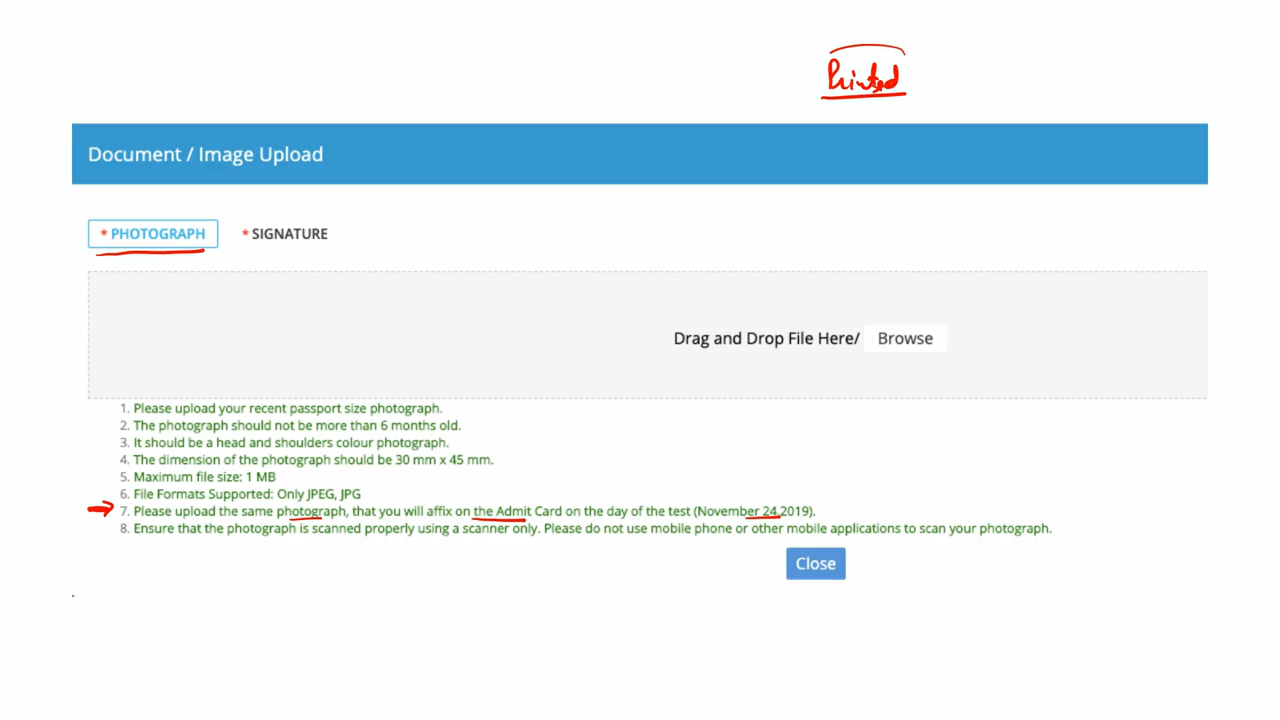 Printed
Document / Image Upload
* PHOTOGRAPH * SIGNATURE
Drag and Drop File Here/ Browse
1. Please upload your recent passport size photograph.
2. The photograph should not be more than 6 months old.
3. It should be a head and shoulders colour photograph.
4. The dimension of the photograph should be 30 mm x 45 mm.
5. Maximum file size: 1 MB
6. File Formats Supported: Only JPEG, JPG
7. Please upload the same photograph, that you will affix on the Admit Card on the day of the test (November 24,2019).
8. Ensure that the photograph is scanned properly using a scanner only. Please do not use mobile phone or other mobile applications to scan your photograph.
Close